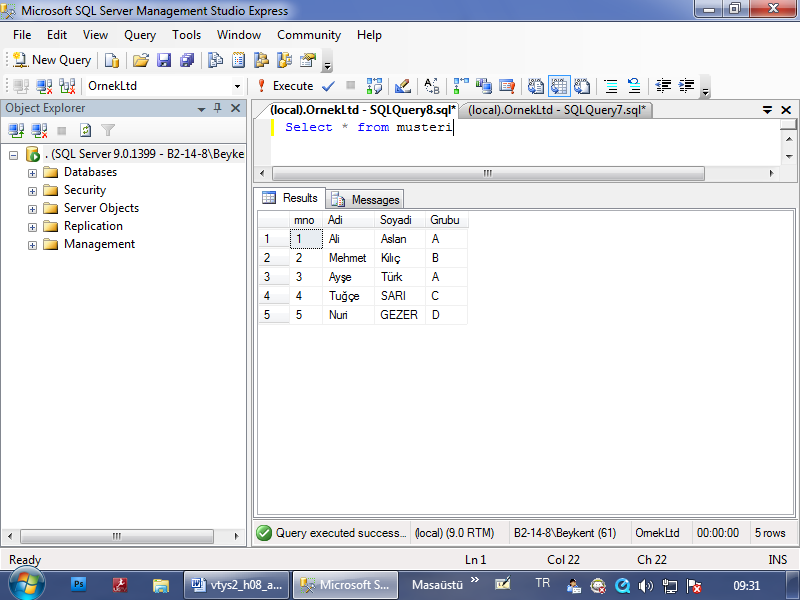 Microsoft SQL Server Management Studio Express
File Edit View Query Tools Window Community Help
New Query
OrnekLtd Execute
Object Explorer
(local).OrnekLtd - SQLQuery8.sql* (local).OrnekLtd - SQLQuery7.sql*
Select * from musteri
. (SQL Server 9.0.1399 - B2-14-8\Beyke
Databases
Security
Server Objects
Replication
Management
Results Messages
mno Adi Soyadi Grubu
1 1 Ali Aslan A
2 2 Mehmet Kılıç B
3 3 Ayşe Türk A
4 4 Tuğçe SARI C
5 5 Nuri GEZER D
Query executed success... (local) (9.0 RTM) B2-14-8\Beykent (61) OrnekLtd 00:00:00 5 rows
Ready Ln 1 Col 22 Ch 22 INS
Ps vtys2_h08_a... Microsoft S... Masaüstü » TR 09:31